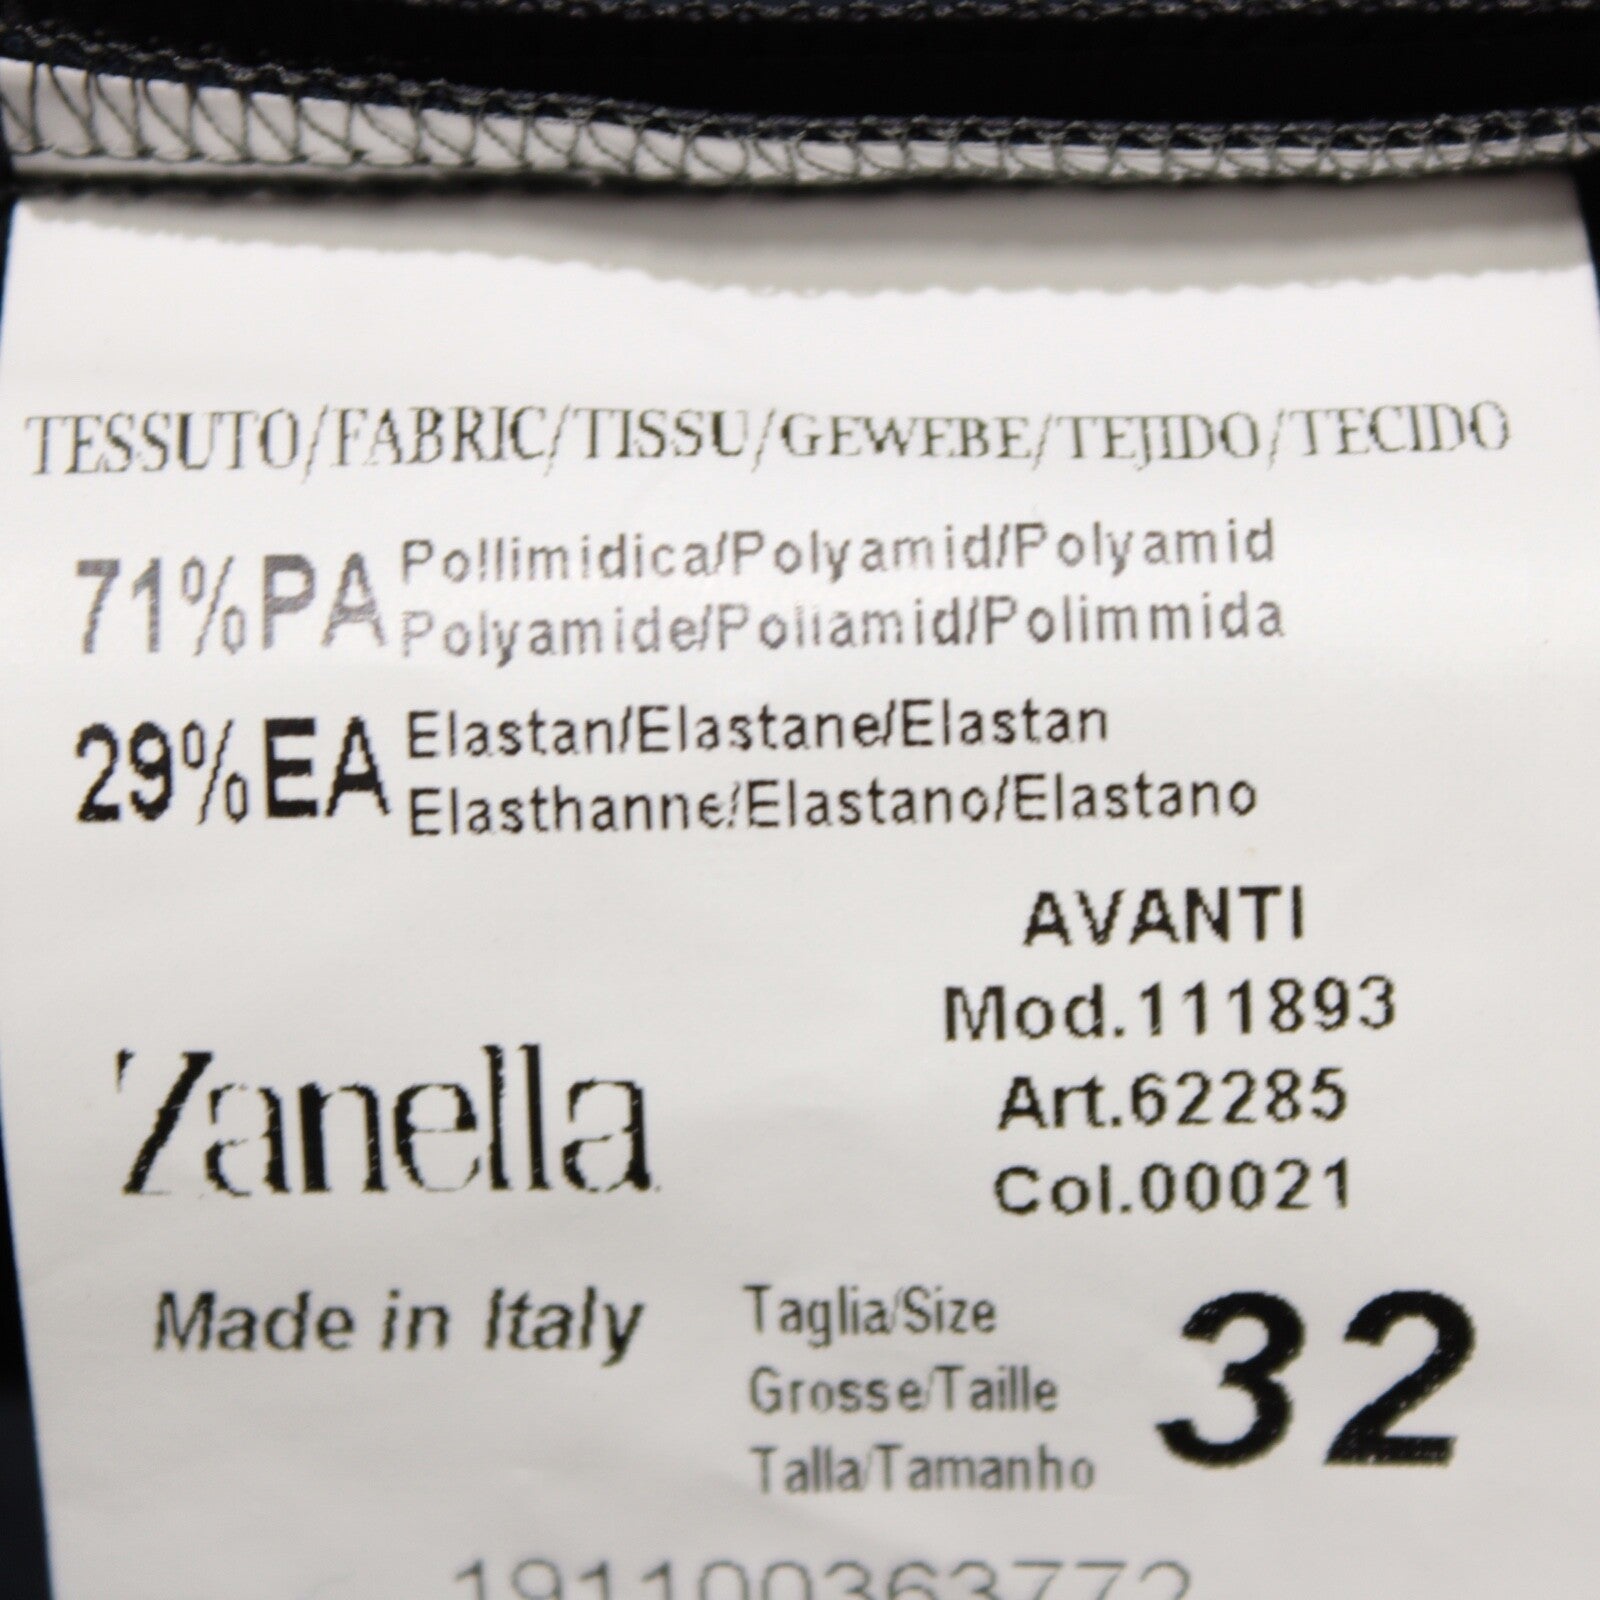 TESSUTO/FABRIC/TISSU/GEWEBE/TEJIDO/TECIDO
71%PA Pollimidica/Polyamid/Polyamid
Polyamide/Poliamid/Polimmida
29%EA Elastan/Elastane/Elastan
Elasthanne/Elastano/Elastano
AVANTI
Mod.111893
Art.62285
Col.00021
Zanella
Made in Italy
Taglia/Size
Grosse/Taille
Talla/Tamanho
32
191100363772